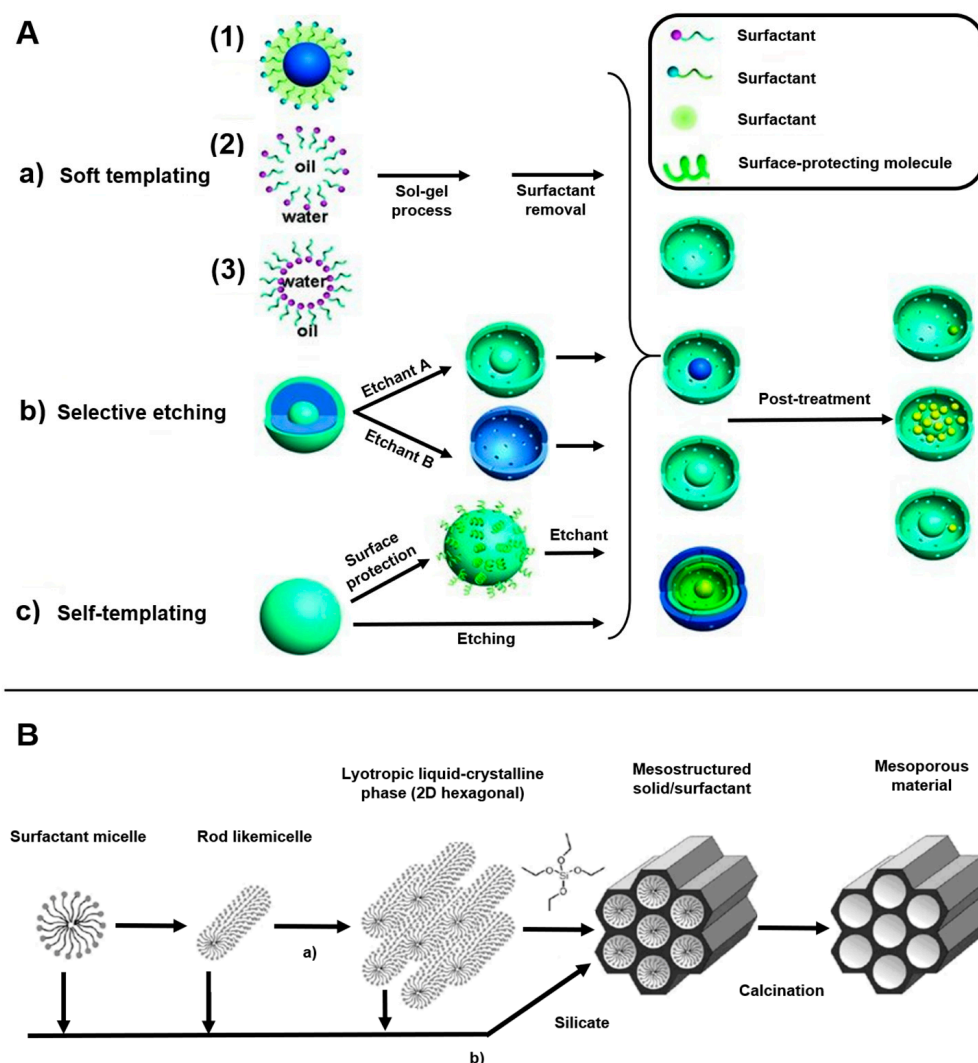 A
(1)
(2)
oil
water
(3)
water
oil
a) Soft templating
Sol-gel
process
Surfactant
removal
Surfactant
Surfactant
Surfactant
Surface-protecting molecule
b) Selective etching
Etchant A
Etchant B
Post-treatment
c) Self-templating
Surface
protection
Etchant
Etching
B
Surfactant micelle
Rod likemicelle
Lyotropic liquid-crystalline
phase (2D hexagonal)
Mesostructured
solid/surfactant
Mesoporous
material
O
O
Si
O
O
a)
Silicate
Calcination
b)